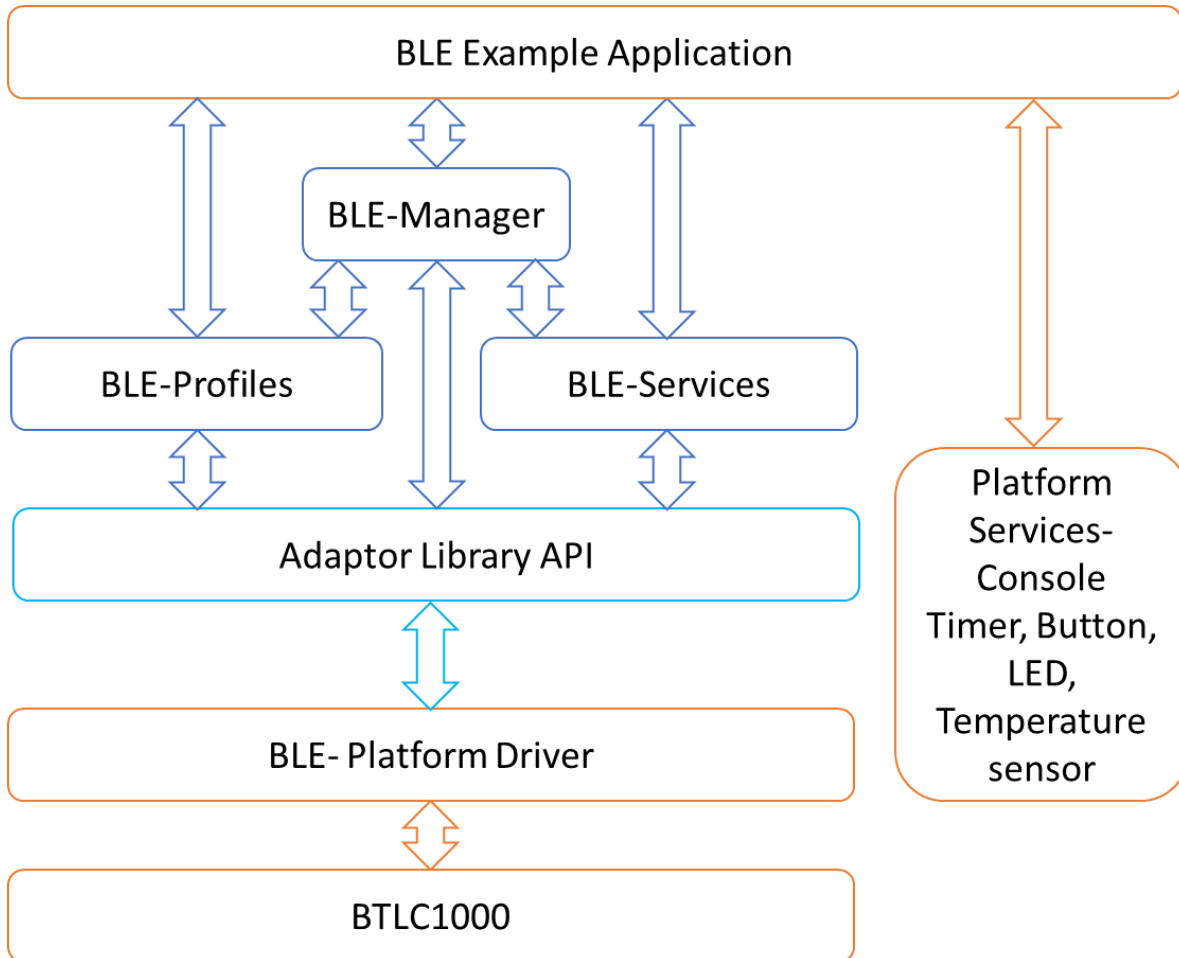 BLE Example Application
BLE-Manager
BLE-Profiles
BLE-Services
Adaptor Library API
Platform
Services-
Console
Timer, Button,
LED,
Temperature
sensor
BLE- Platform Driver
BTLC1000